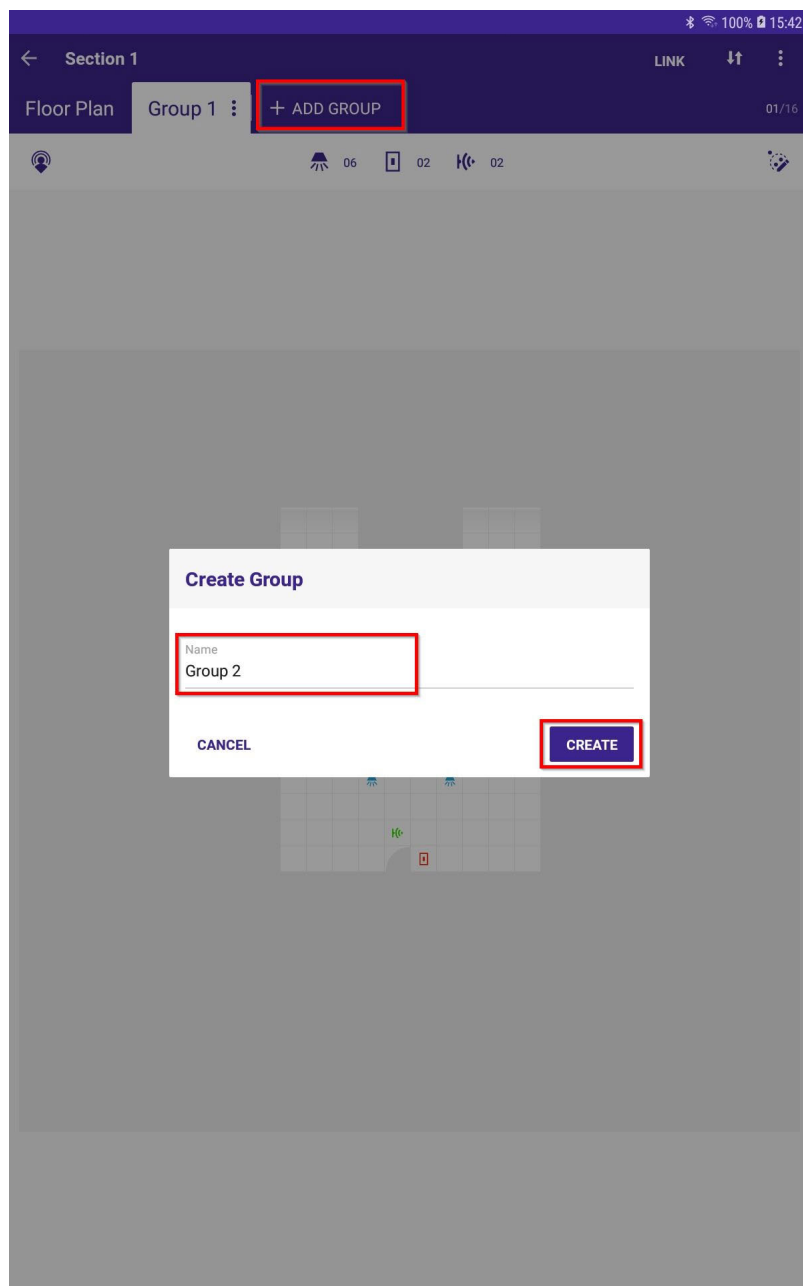 100% 15:42
Section 1 LINK
Floor Plan Group 1 + ADD GROUP 01/16
06 02 02
Create Group
Name
Group 2
CANCEL CREATE